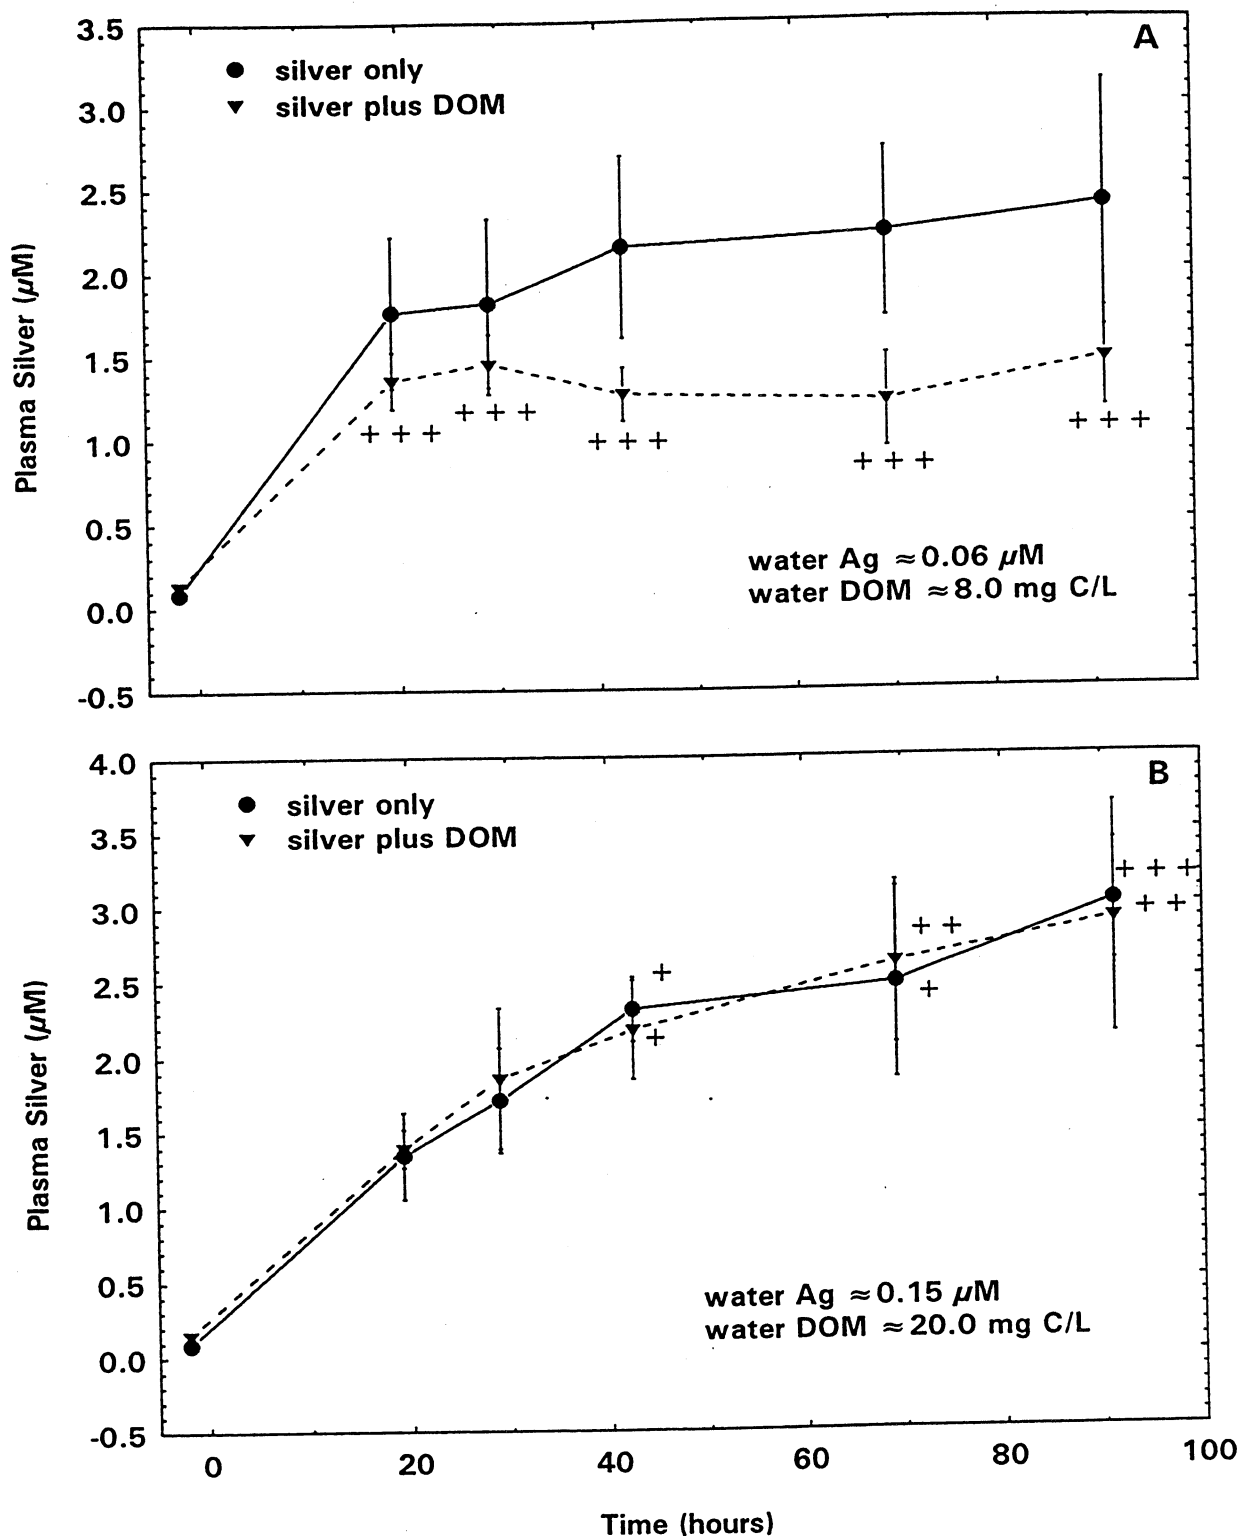 A
3.5
silver only
silver plus DOM
3.0
2.5
2.0
1.5
1.0
0.5
0.0
-0.5
Plasma Silver (µM)
+ + +
+ + +
+ + +
+ + +
+ + +
water Ag ≈0.06 µM
water DOM ≈8.0 mg C/L
B
4.0
silver only
silver plus DOM
3.5
3.0
2.5
2.0
1.5
1.0
0.5
0.0
-0.5
Plasma Silver (µM)
+ + +
+ +
+ +
+
+
+
water Ag ≈0.15 µM
water DOM ≈20.0 mg C/L
0 20 40 60 80 100
Time (hours)